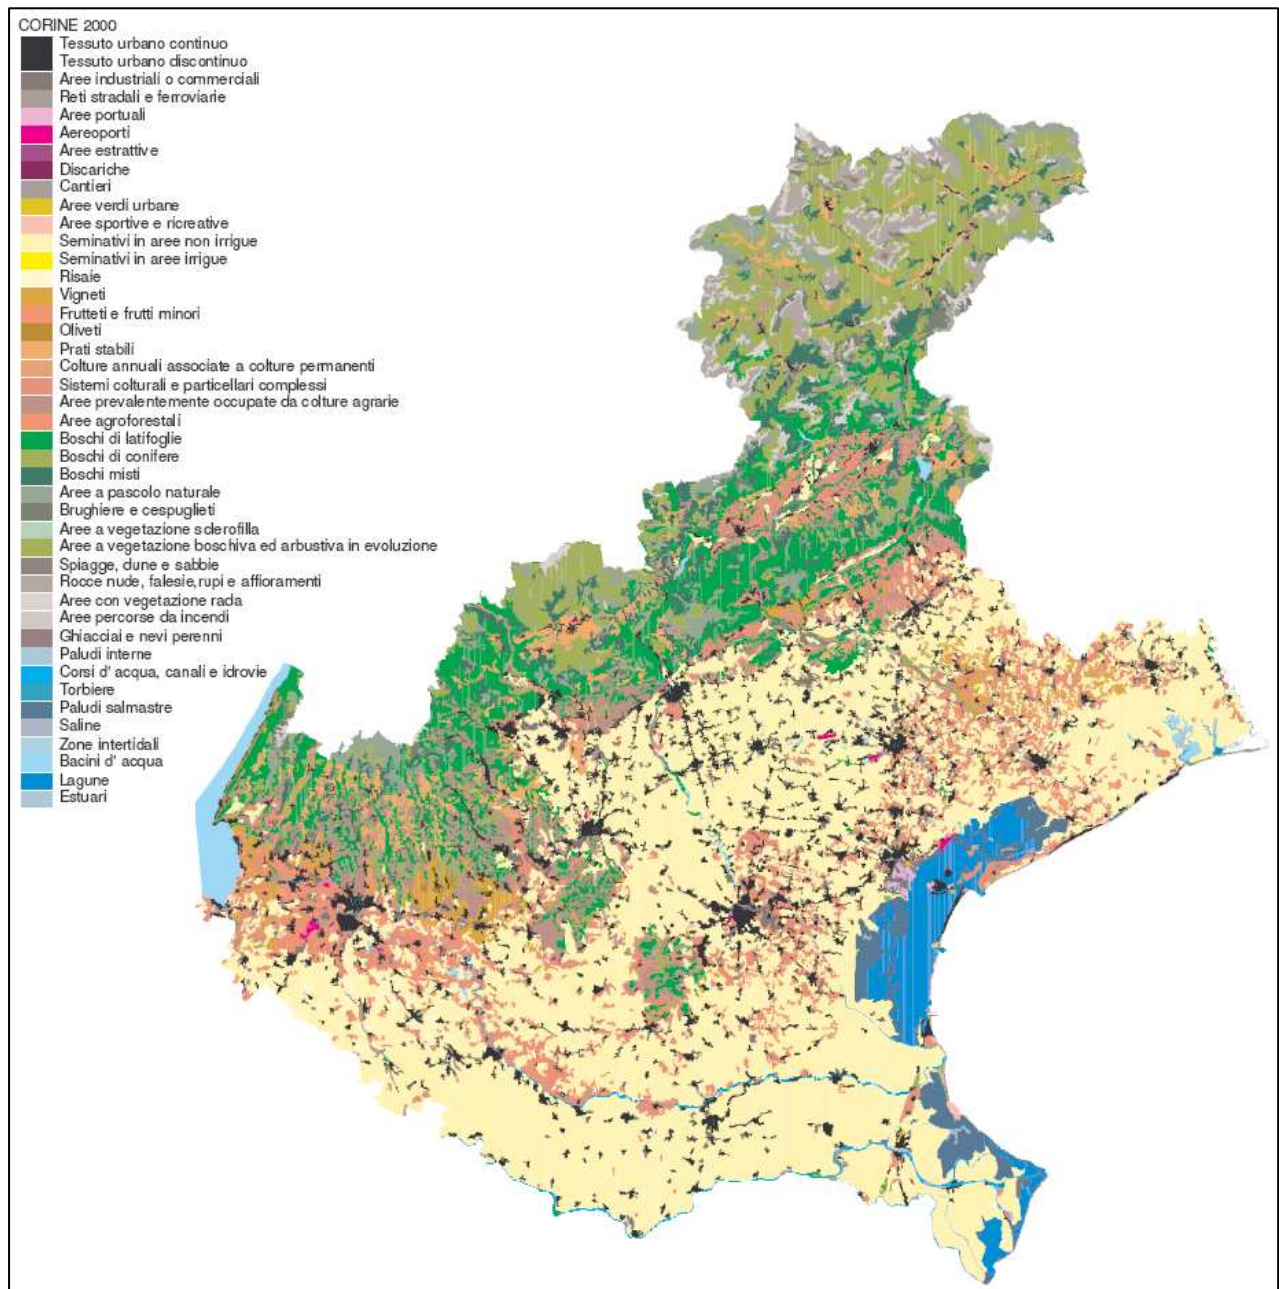 CORINE 2000
Tessuto urbano continuo
Tessuto urbano discontinuo
Aree industriali o commerciali
Reti stradali e ferroviarie
Aree portuali
Aereoporti
Aree estrattive
Discariche
Cantieri
Aree verdi urbane
Aree sportive e ricreative
Seminativi in aree non irrigue
Seminativi in aree irrigue
Risaie
Vigneti
Frutteti e frutti minori
Oliveti
Prati stabili
Colture annuali associate a colture permanenti
Sistemi colturali e particellari complessi
Aree prevalentemente occupate da colture agrarie
Aree agroforestali
Boschi di latifoglie
Boschi di conifere
Boschi misti
Aree a pascolo naturale
Brughiere e cespuglieti
Aree a vegetazione sclerofilla
Aree a vegetazione boschiva ed arbustiva in evoluzione
Spiagge, dune e sabbie
Rocce nude, falesie,rupi e affioramenti
Aree con vegetazione rada
Aree percorse da incendi
Ghiacciai e nevi perenni
Paludi interne
Corsi d' acqua, canali e idrovie
Torbiere
Paludi salmastre
Saline
Zone intertidali
Bacini d' acqua
Lagune
Estuari